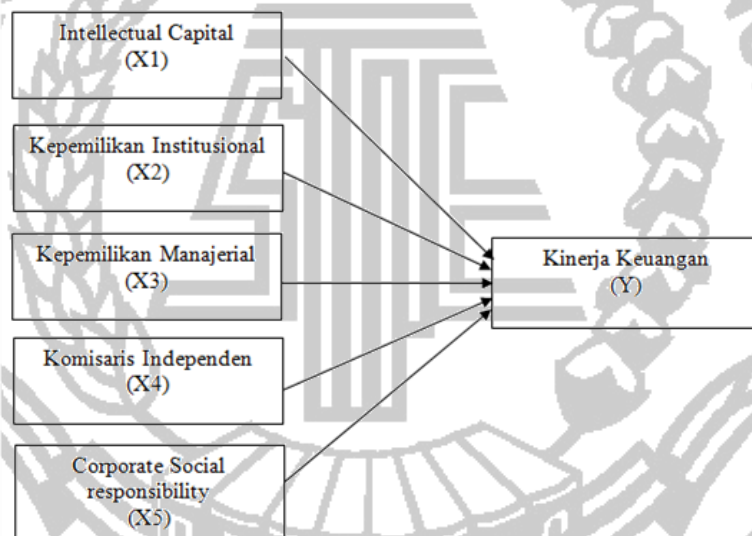 Intellectual Capital
(X1)
Kepemilikan Institusional
(X2)
Kepemilikan Manajerial
(X3)
Komisaris Independen
(X4)
Corporate Social
responsibility
(X5)
Kinerja Keuangan
(Y)